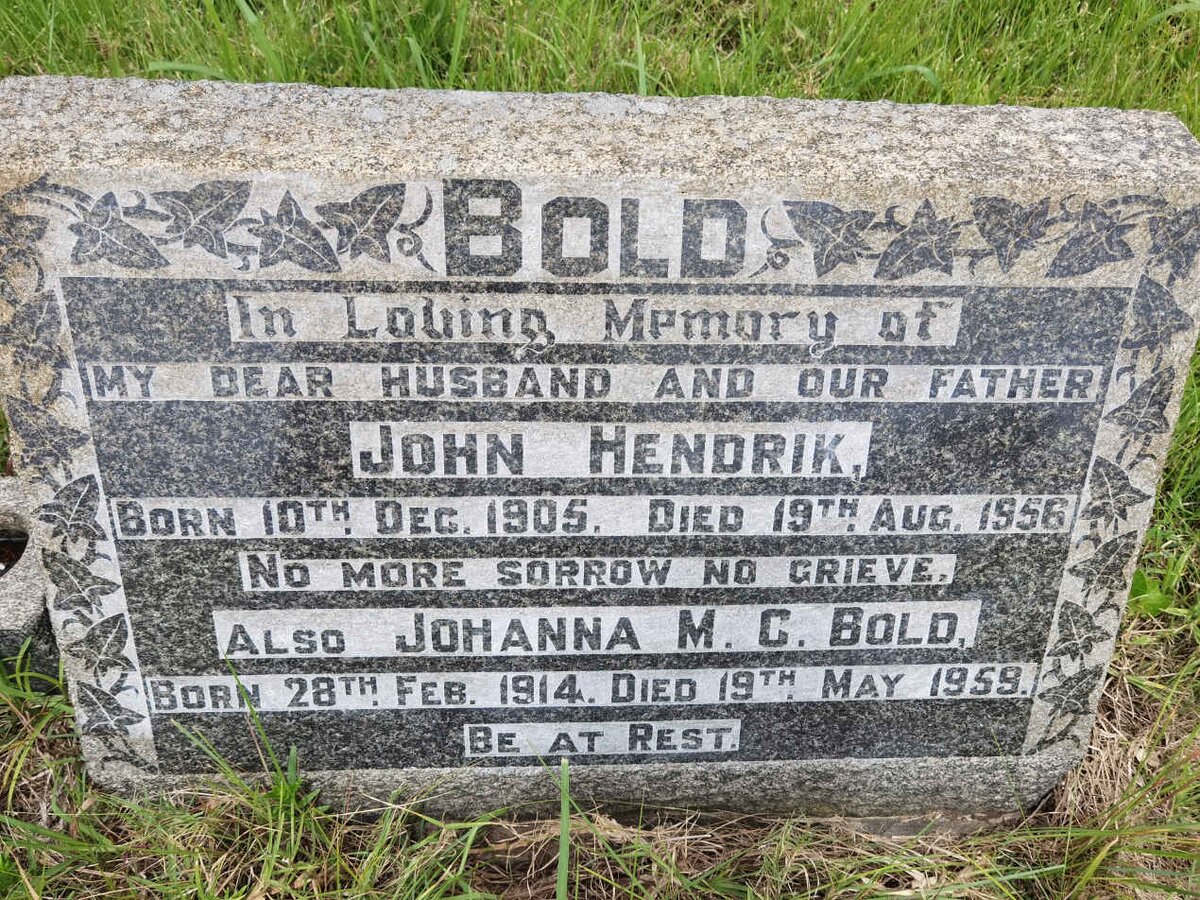 BOLD
In Loving Memory of
MY DEAR HUSBAND AND OUR FATHER
JOHN HENDRIK,
BORN 10TH. DEC. 1905. DIED 19TH. AUG. 1956
NO MORE SORROW NO GRIEVE.
ALSO JOHANNA M. C. BOLD,
BORN 28TH. FEB. 1914. DIED 19TH. MAY 1959.
BE AT REST.